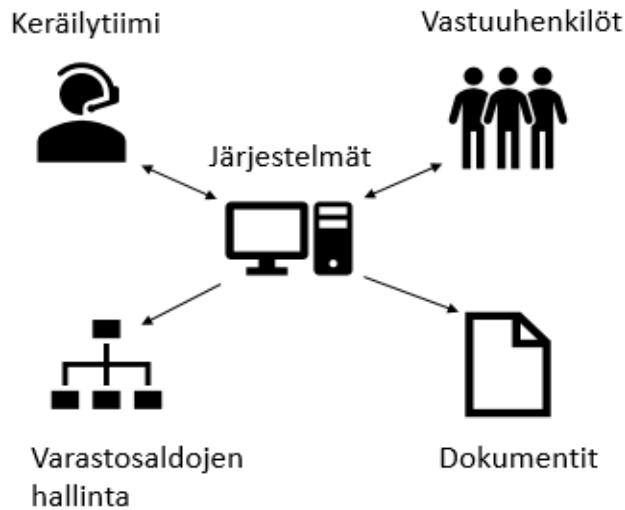 Keräilytiimi
Vastuuhenkilöt
Järjestelmät
Varastosaldojen
hallinta
Dokumentit